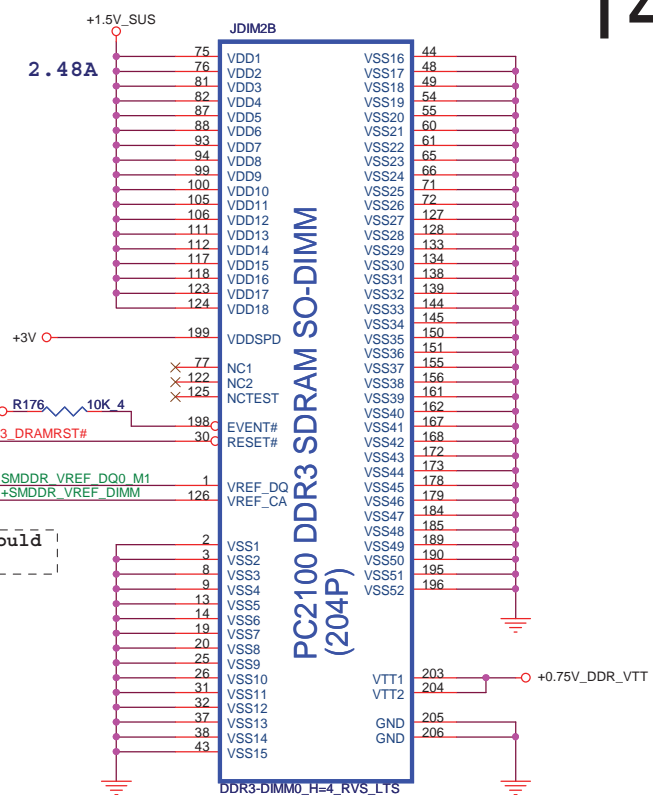 +1.5V_SUS
JDIM2B
2.48A
75 VDD1 VSS16 44
76 VDD2 VSS17 48
81 VDD3 VSS18 49
82 VDD4 VSS19 54
87 VDD5 VSS20 55
88 VDD6 VSS21 60
93 VDD7 VSS22 61
94 VDD8 VSS23 65
99 VDD9 VSS24 66
100 VDD10 VSS25 71
105 VDD11 VSS26 72
106 VDD12 VSS27 127
111 VDD13 VSS28 128
112 VDD14 VSS29 133
117 VDD15 VSS30 134
118 VDD16 VSS31 138
123 VDD17 VSS32 139
124 VDD18 VSS33 144
VSS34 145
+3V 199 VDDSPD VSS35 150
VSS36 151
77 NC1 VSS37 155
122 NC2 VSS38 156
125 NCTEST VSS39 161
VSS40 162
R176 10K_4
198 EVENT# VSS41 167
3_DRAMRST# 30 RESET# VSS42 168
VSS43 172
VSS44 173
SMDDR_VREF_DQ0_M1 1 VREF_DQ VSS45 178
+SMDDR_VREF_DIMM 126 VREF_CA VSS46 179
VSS47 184
VSS48 185
ould
2 VSS1 VSS49 189
3 VSS2 VSS50 190
8 VSS3 VSS51 195
9 VSS4 VSS52 196
13 VSS5
14 VSS6
19 VSS7
20 VSS8
25 VSS9
26 VSS10 VTT1 203 +0.75V_DDR_VTT
31 VSS11 VTT2 204
32 VSS12
37 VSS13 GND 205
38 VSS14 GND 206
43 VSS15
PC2100 DDR3 SDRAM SO-DIMM
(204P)
DDR3-DIMM0_H=4_RVS_LTS